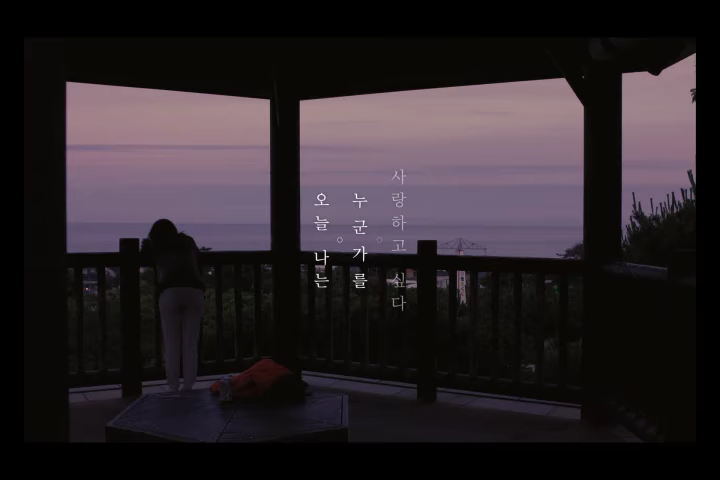 오늘 나는
누군가를
사랑하고 싶다